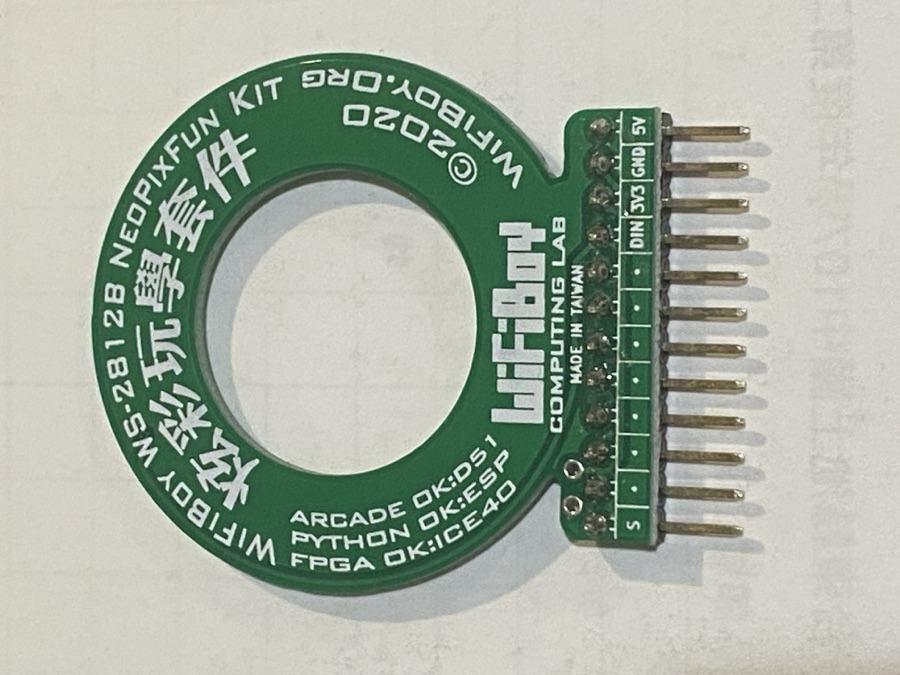 WIFIBOY WS-2812B NEOPIXFUN KIT
炫彩玩學套件
FPGA OK:ICE40
PYTHON OK:ESP
ARCADE OK:D51
©2020
WIFIBOY.ORG
WiFiBoy
COMPUTING LAB
MADE IN TAIWAN
S
DIN
3V3
GND
5V